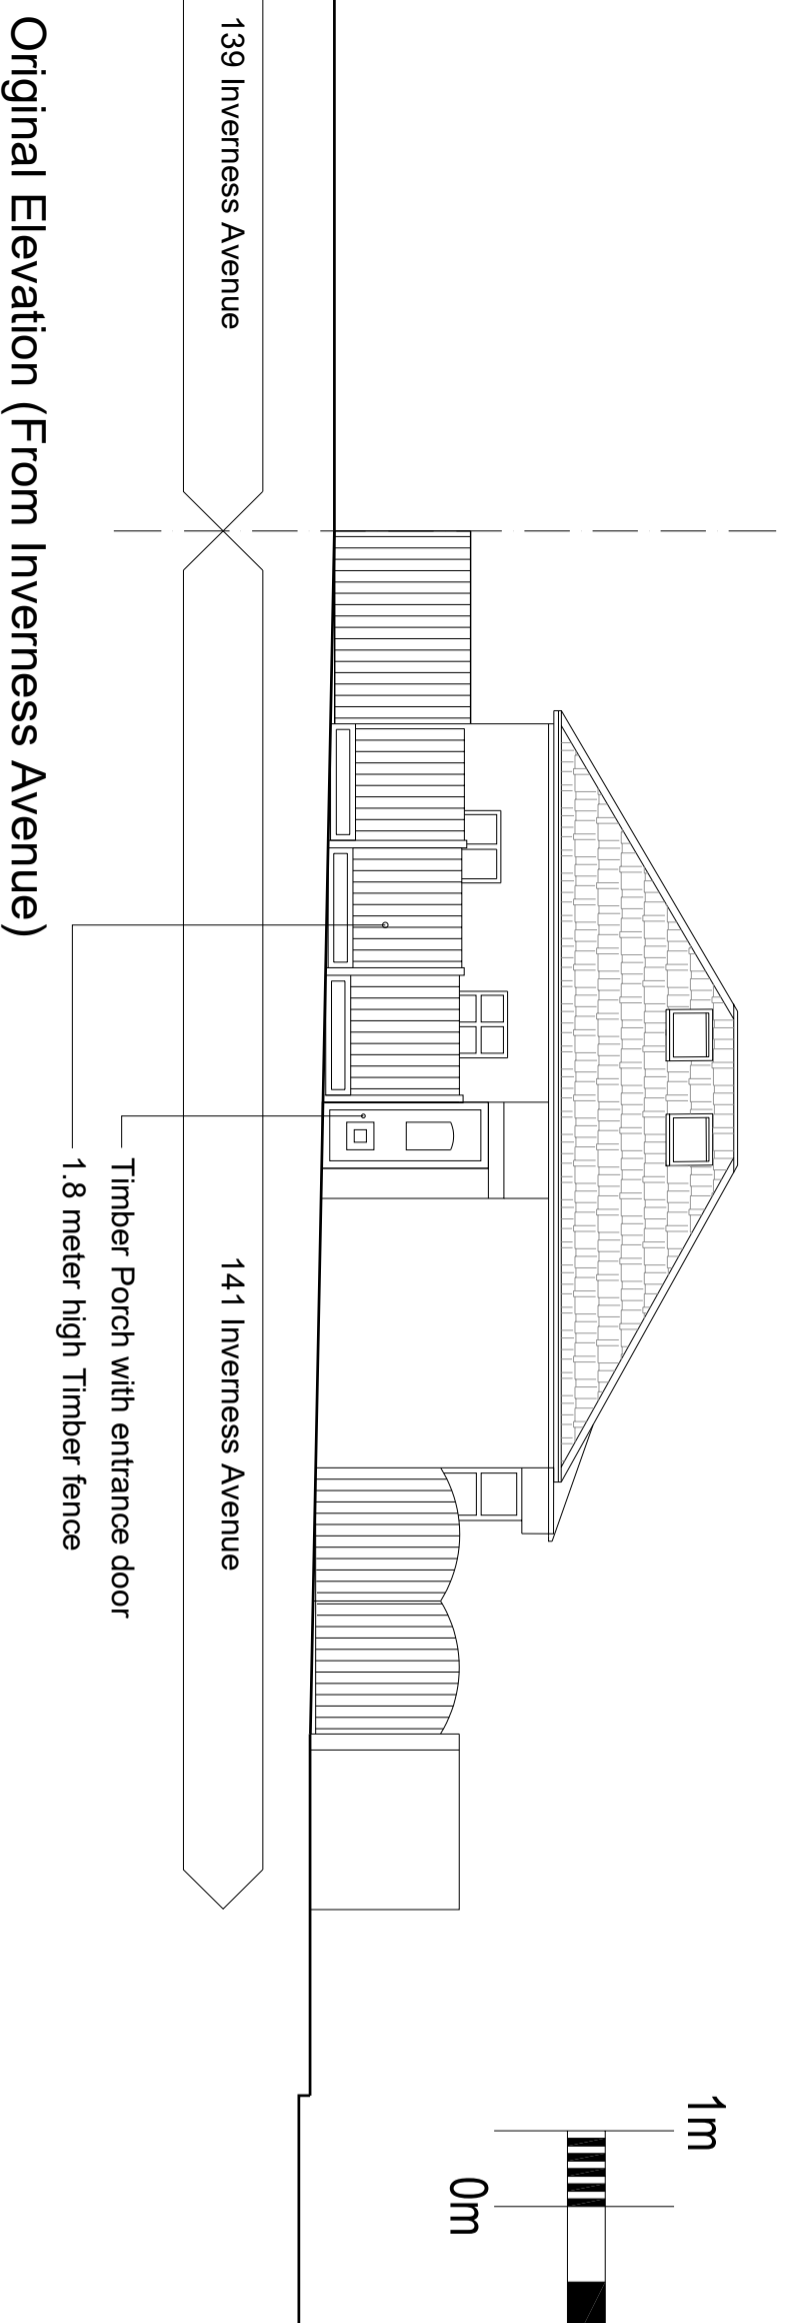 1m
0m
139 Inverness Avenue
141 Inverness Avenue
Timber Porch with entrance door
1.8 meter high Timber fence
Original Elevation (From Inverness Avenue)